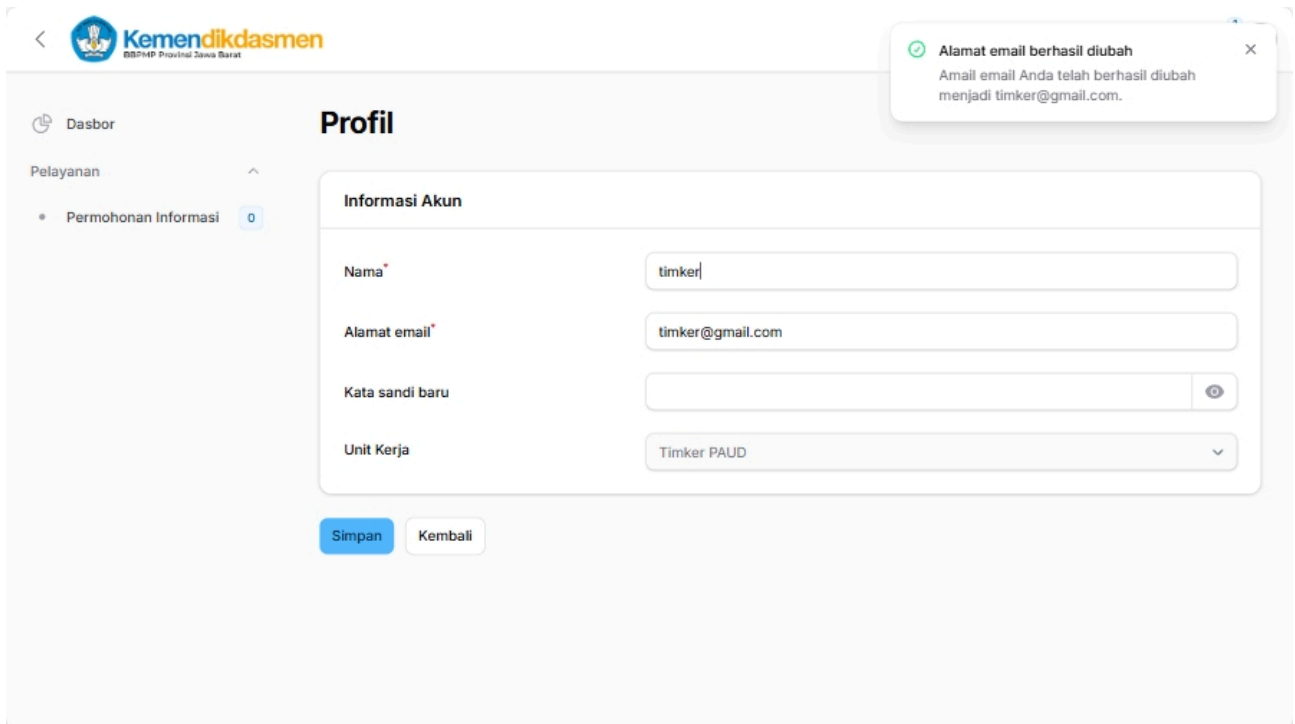 Kemendikdasmen
BBPMP Provinsi Jawa Barat
Alamat email berhasil diubah
Amail email Anda telah berhasil diubah
menjadi timker@gmail.com.
Dasbor
Pelayanan
Permohonan Informasi 0
Profil
Informasi Akun
Nama*
timker
Alamat email*
timker@gmail.com
Kata sandi baru
Unit Kerja
Timker PAUD
Simpan
Kembali